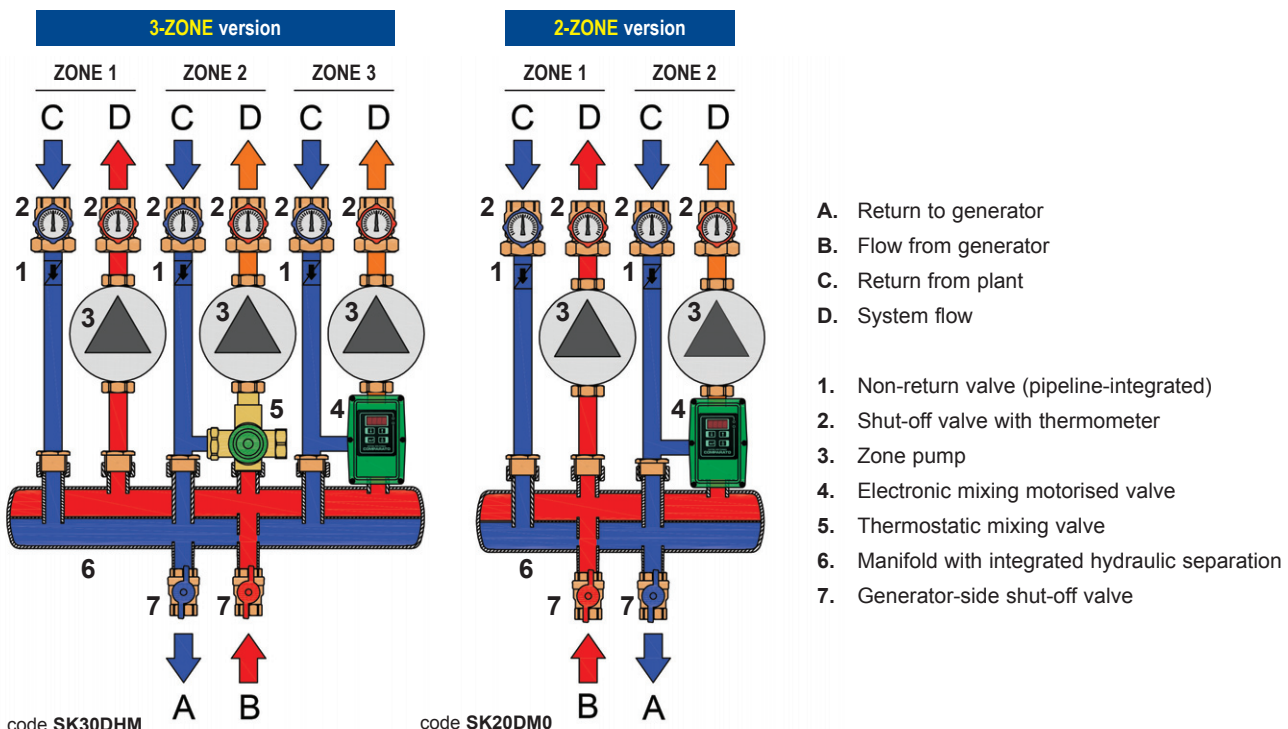 3-ZONE version
ZONE 1 ZONE 2 ZONE 3
C D C D C D
2 2 2 2 2 2
1 1 1
3 3 3
5 4
6
7 7
A B
code SK30DHM
2-ZONE version
ZONE 1 ZONE 2
C D C D
2 2 2 2
1 1
3 3
4
6
7 7
B A
code SK20DM0
A. Return to generator
B. Flow from generator
C. Return from plant
D. System flow
1. Non-return valve (pipeline-integrated)
2. Shut-off valve with thermometer
3. Zone pump
4. Electronic mixing motorised valve
5. Thermostatic mixing valve
6. Manifold with integrated hydraulic separation
7. Generator-side shut-off valve